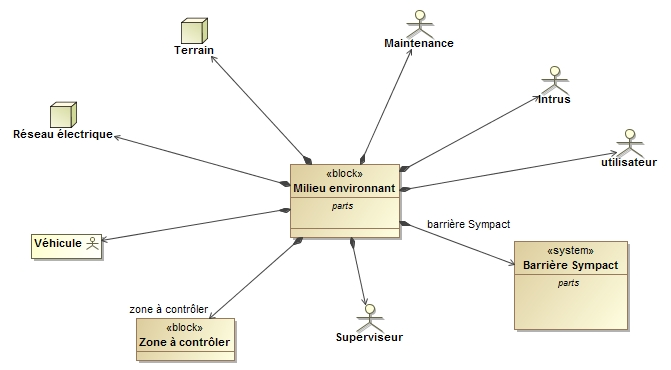 Maintenance
Terrain
Intrus
Réseau électrique
utilisateur
«block»
Milieu environnant
parts
barrière Sympact
Véhicule
«system»
Barrière Sympact
parts
zone à contrôler
«block»
Zone à contrôler
Superviseur